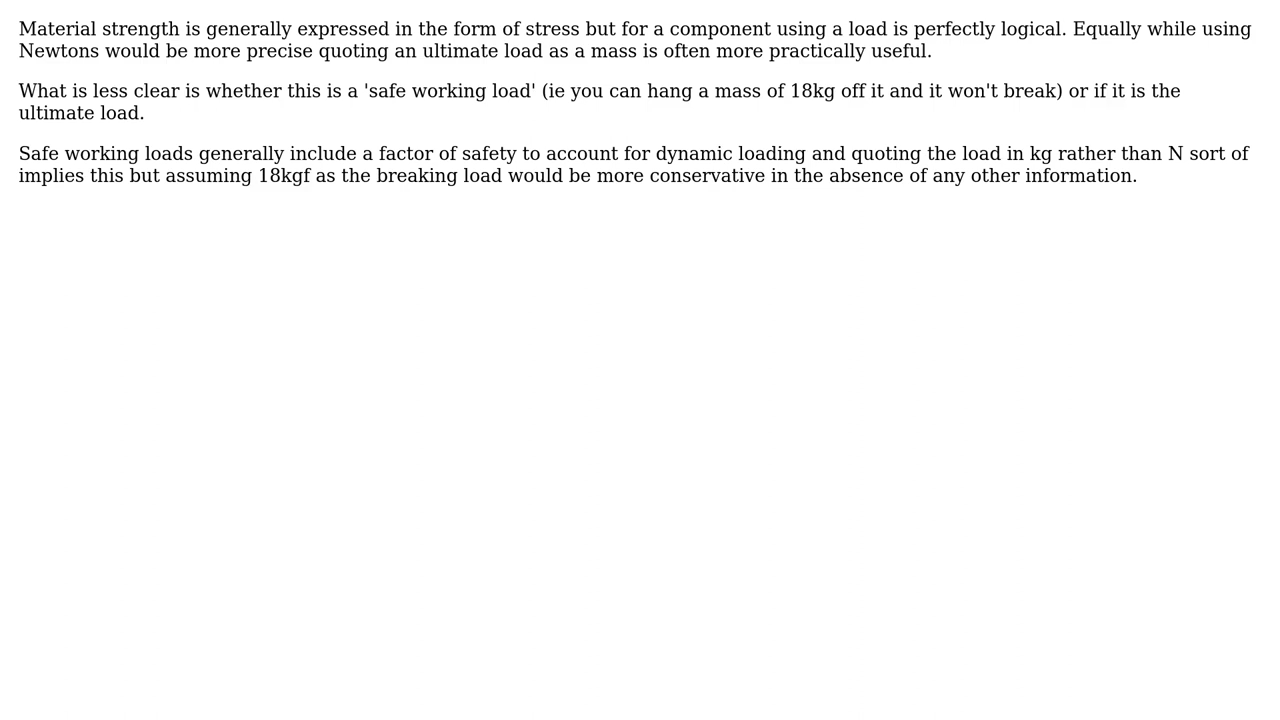 Material strength is generally expressed in the form of stress but for a component using a load is perfectly logical. Equally while using
Newtons would be more precise quoting an ultimate load as a mass is often more practically useful.
What is less clear is whether this is a 'safe working load' (ie you can hang a mass of 18kg off it and it won't break) or if it is the
ultimate load.
Safe working loads generally include a factor of safety to account for dynamic loading and quoting the load in kg rather than N sort of
implies this but assuming 18kgf as the breaking load would be more conservative in the absence of any other information.